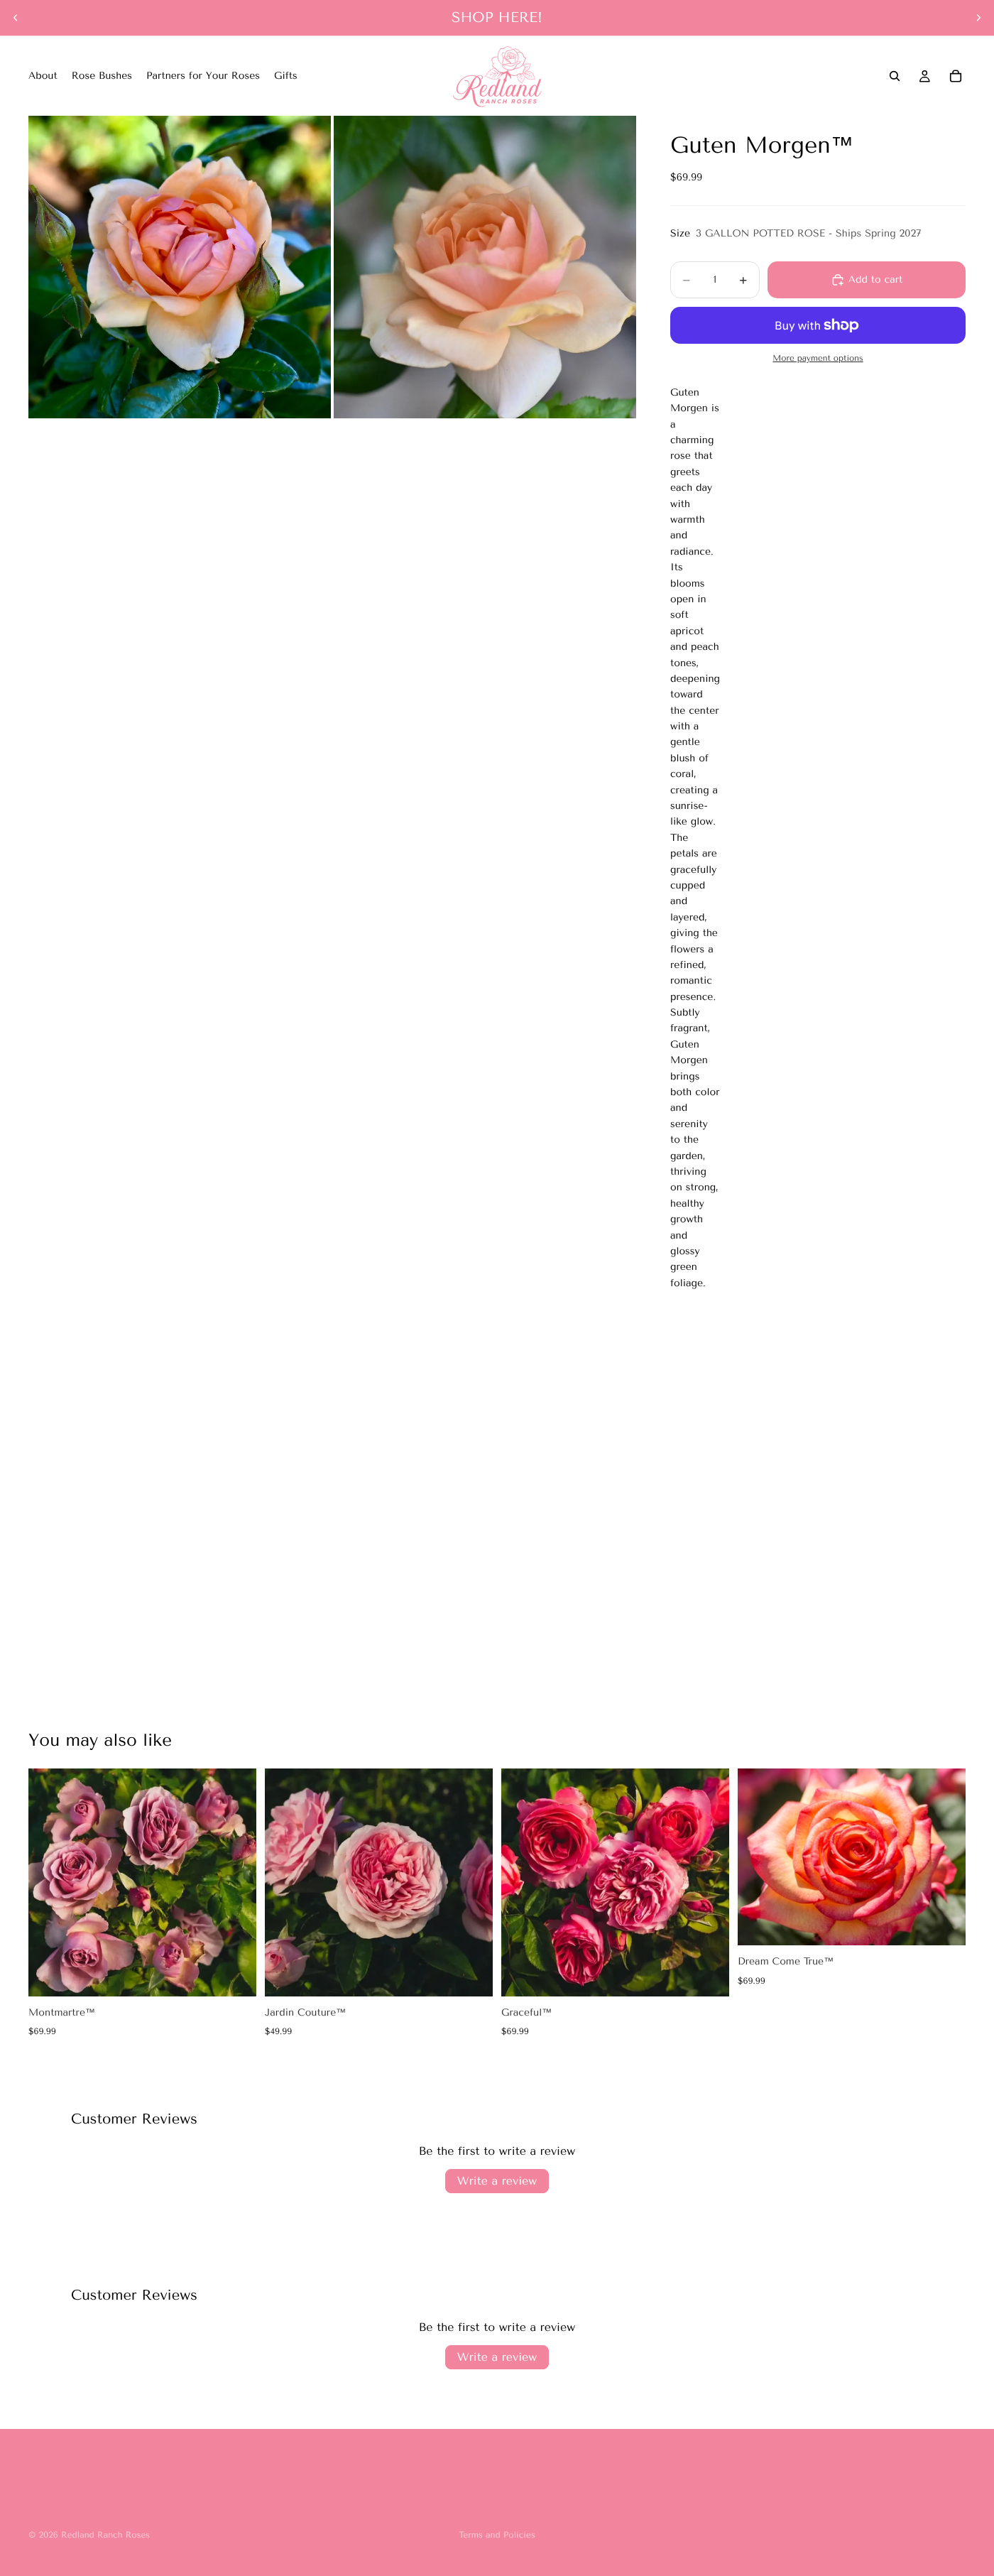 SHOP HERE!
About Rose Bushes Partners for Your Roses Gifts
Redland
RANCH ROSES
Guten Morgen™
$69.99
Size 3 GALLON POTTED ROSE - Ships Spring 2027
1
Add to cart
Buy with shop
More payment options
Guten
Morgen is
a
charming
rose that
greets
each day
with
warmth
and
radiance.
Its
blooms
open in
soft
apricot
and peach
tones,
deepening
toward
the center
with a
gentle
blush of
coral,
creating a
sunrise-
like glow.
The
petals are
gracefully
cupped
and
layered,
giving the
flowers a
refined,
romantic
presence.
Subtly
fragrant,
Guten
Morgen
brings
both color
and
serenity
to the
garden,
thriving
on strong,
healthy
growth
and
glossy
green
foliage.
You may also like
Montmartre™
$69.99
Jardin Couture™
$49.99
Graceful™
$69.99
Dream Come True™
$69.99
Customer Reviews
Be the first to write a review
Write a review
Customer Reviews
Be the first to write a review
Write a review
© 2026 Redland Ranch Roses
Terms and Policies